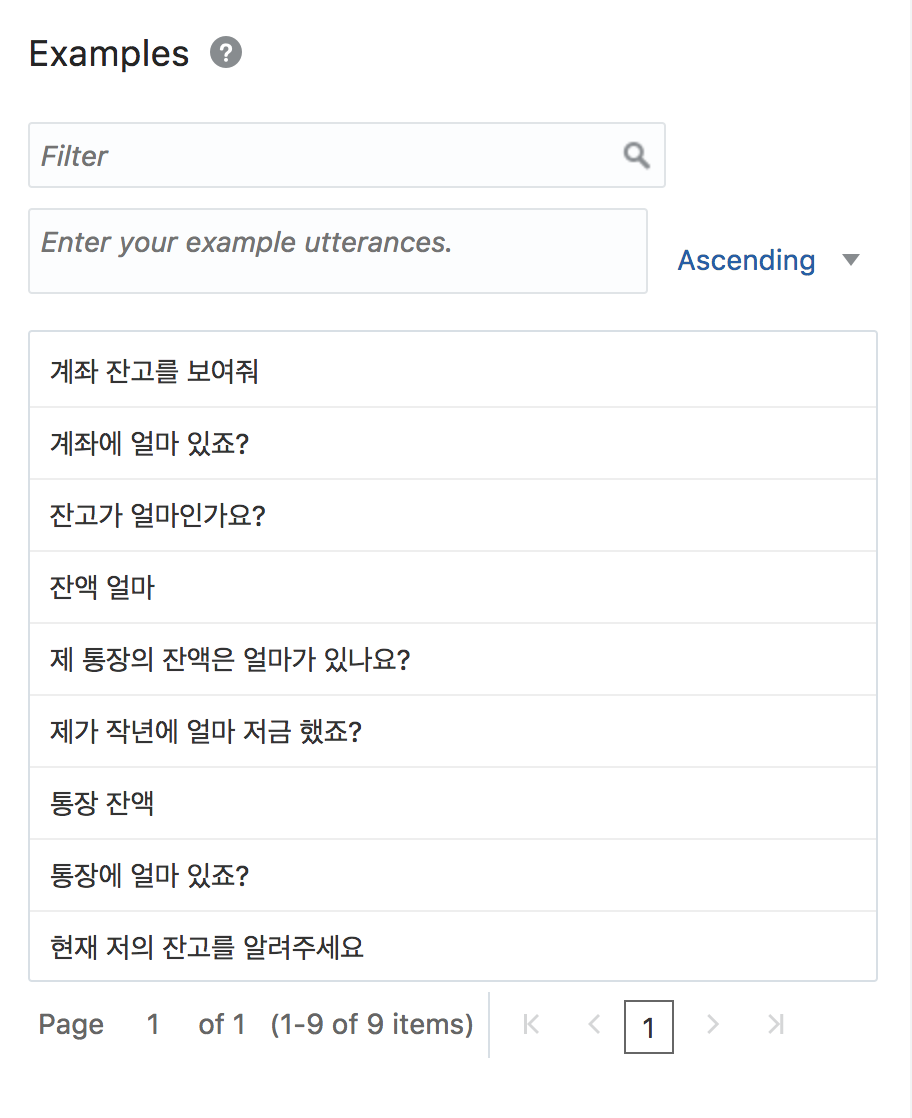 Examples ?
Filter
Enter your example utterances.
Ascending
계좌 잔고를 보여줘
계좌에 얼마 있죠?
잔고가 얼마인가요?
잔액 얼마
제 통장의 잔액은 얼마가 있나요?
제가 작년에 얼마 저금 했죠?
통장 잔액
통장에 얼마 있죠?
현재 저의 잔고를 알려주세요
Page 1 of 1 (1-9 of 9 items) 1